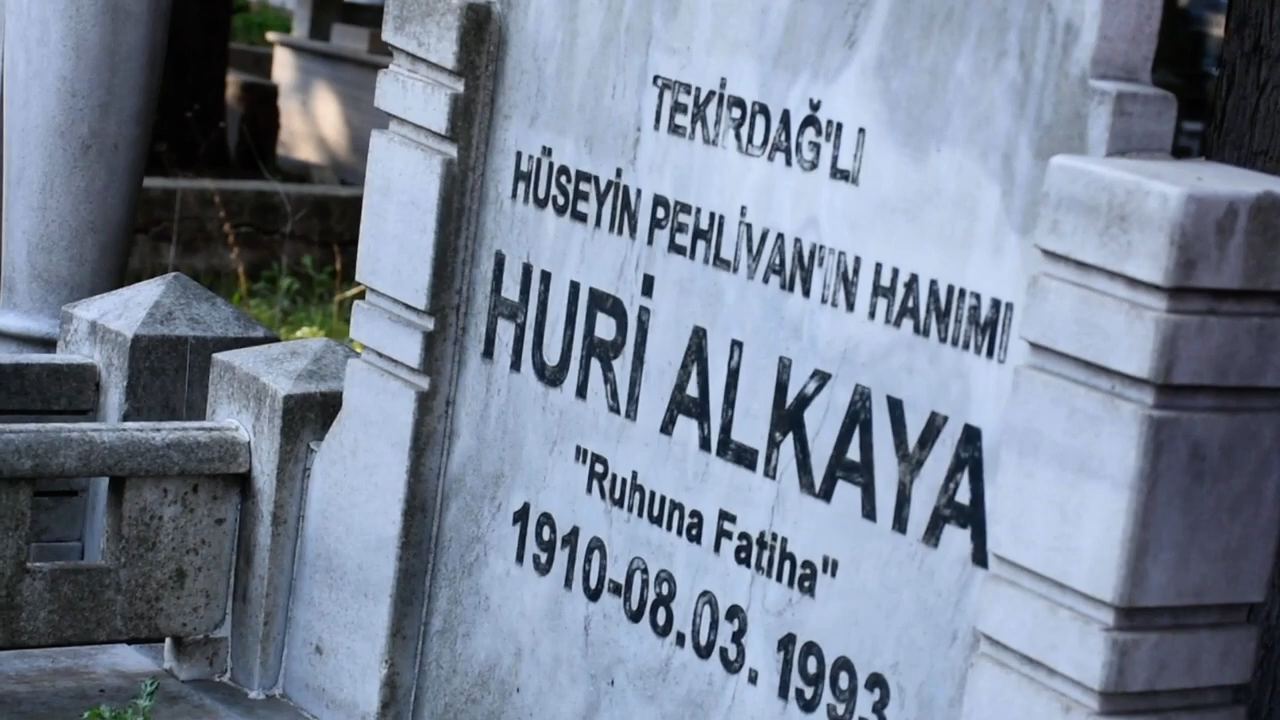 TEKİRDAĞ'LI
HÜSEYİN PEHLİVAN'IN HANIMI
HURİ ALKAYA
"Ruhuna Fatiha"
1910-08.03. 1993